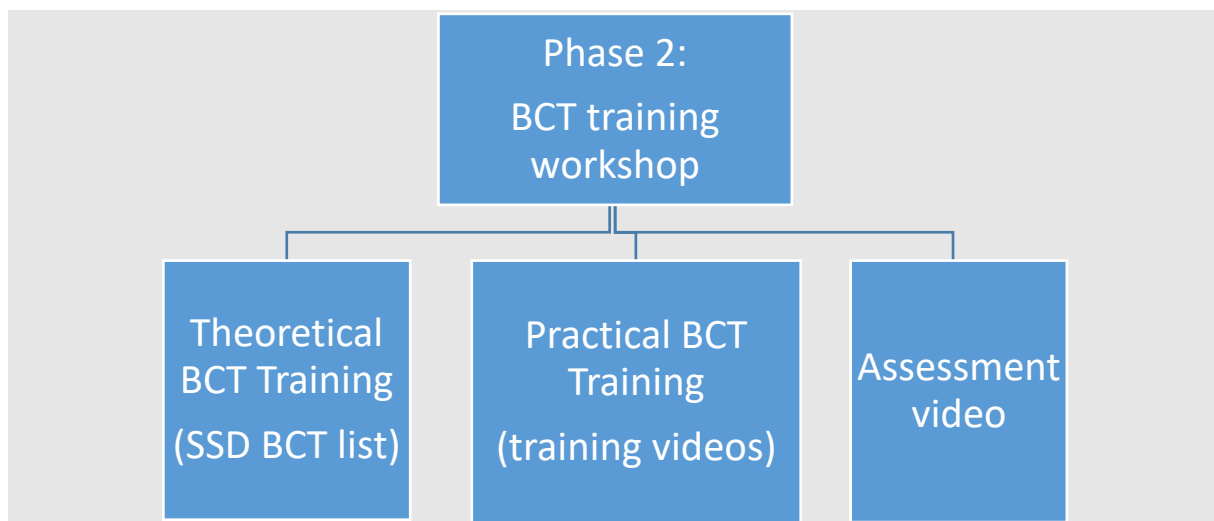 Phase 2:
BCT training
workshop
Theoretical
BCT Training
(SSD BCT list)
Practical BCT
Training
(training videos)
Assessment
video